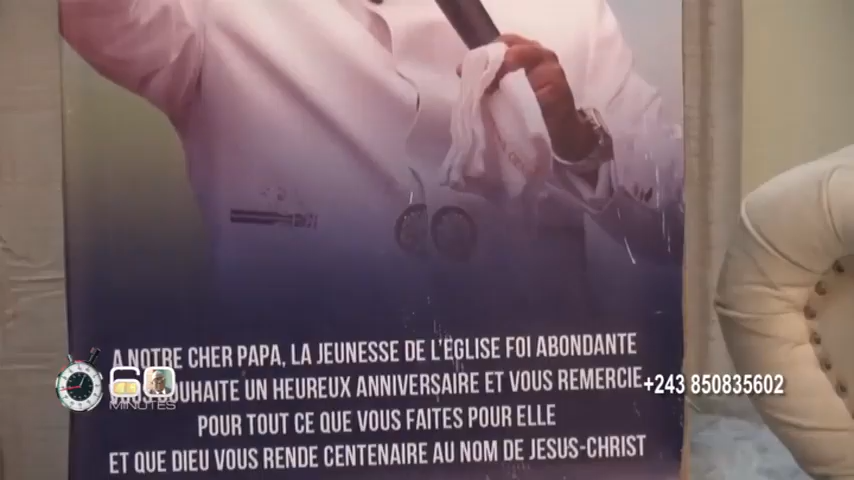 A NOTRE CHER PAPA, LA JEUNESSE DE L'EGLISE FOI ABONDANTE
SOUHAITE UN HEUREUX ANNIVERSAIRE ET VOUS REMERCIE
+243 850835602
MINUTES
POUR TOUT CE QUE VOUS FAITES POUR ELLE
ET QUE DIEU VOUS RENDE CENTENAIRE AU NOM DE JESUS-CHRIST